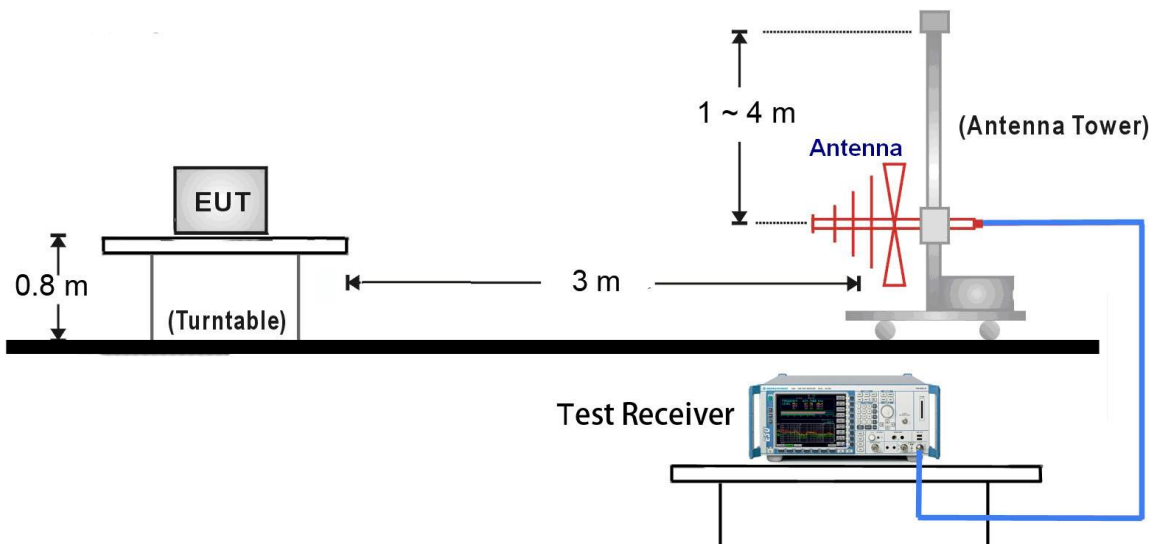 1 ~ 4 m
(Antenna Tower)
Antenna
EUT
0.8 m
3 m
(Turntable)
Test Receiver